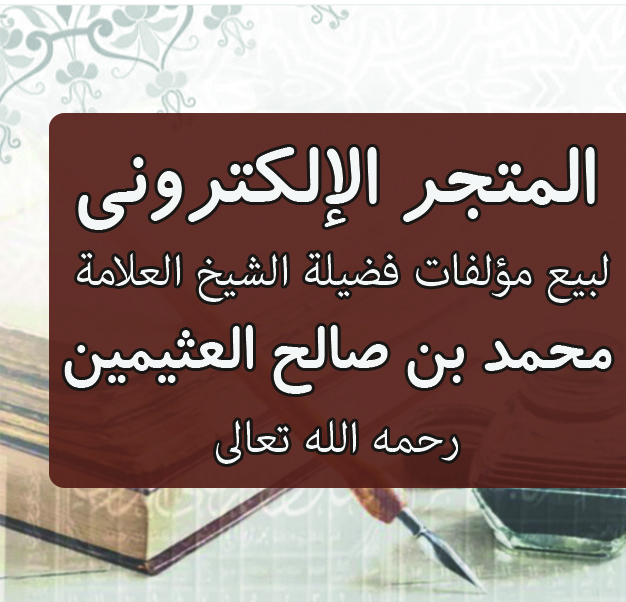 المتجر الإلكترونى
لبيع مؤلفات فضيلة الشيخ العلامة
محمد بن صالح العثيمين
رحمه الله تعالى